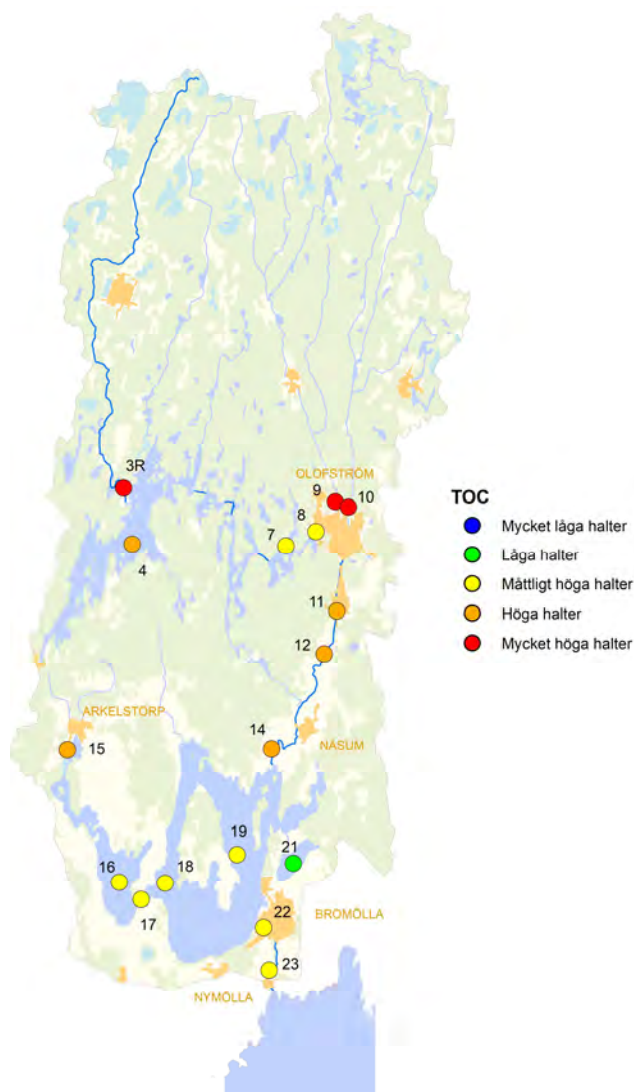 3R
OLOFSTRÖM
9
10
8
7
4
11
12
ARKELSTORP
14
NÄSUM
15
19
21
16
18
17
22
BROMÖLLA
23
NYMÖLLA
TOC
Mycket låga halter
Låga halter
Måttligt höga halter
Höga halter
Mycket höga halter